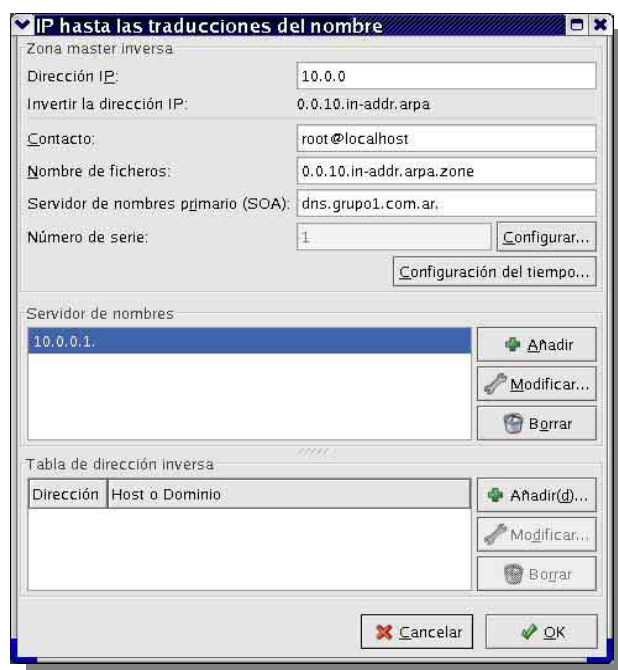 IP hasta las traducciones del nombre
Zona master inversa
Dirección IP: 10.0.0
Invertir la dirección IP: 0.0.10.in-addr.arpa
Contacto: root@localhost
Nombre de ficheros: 0.0.10.in-addr.arpa.zone
Servidor de nombres primario (SOA): dns.grupo1.com.ar.
Número de serie: 1 Configurar...
Configuración del tiempo...
Servidor de nombres
10.0.0.1. Añadir
Modificar...
Borrar
Tabla de dirección inversa
Dirección Host o Dominio Añadir(d)...
Modificar...
Borrar
Cancelar OK